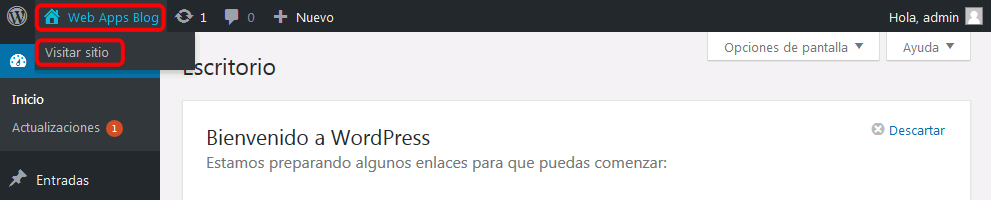 Web Apps Blog 1 0 + Nuevo Hola, admin
Visitar sitio
Opciones de pantalla Ayuda
Escritorio
Inicio
Actualizaciones 1
Entradas
Bienvenido a WordPress
Descartar
Estamos preparando algunos enlaces para que puedas comenzar: